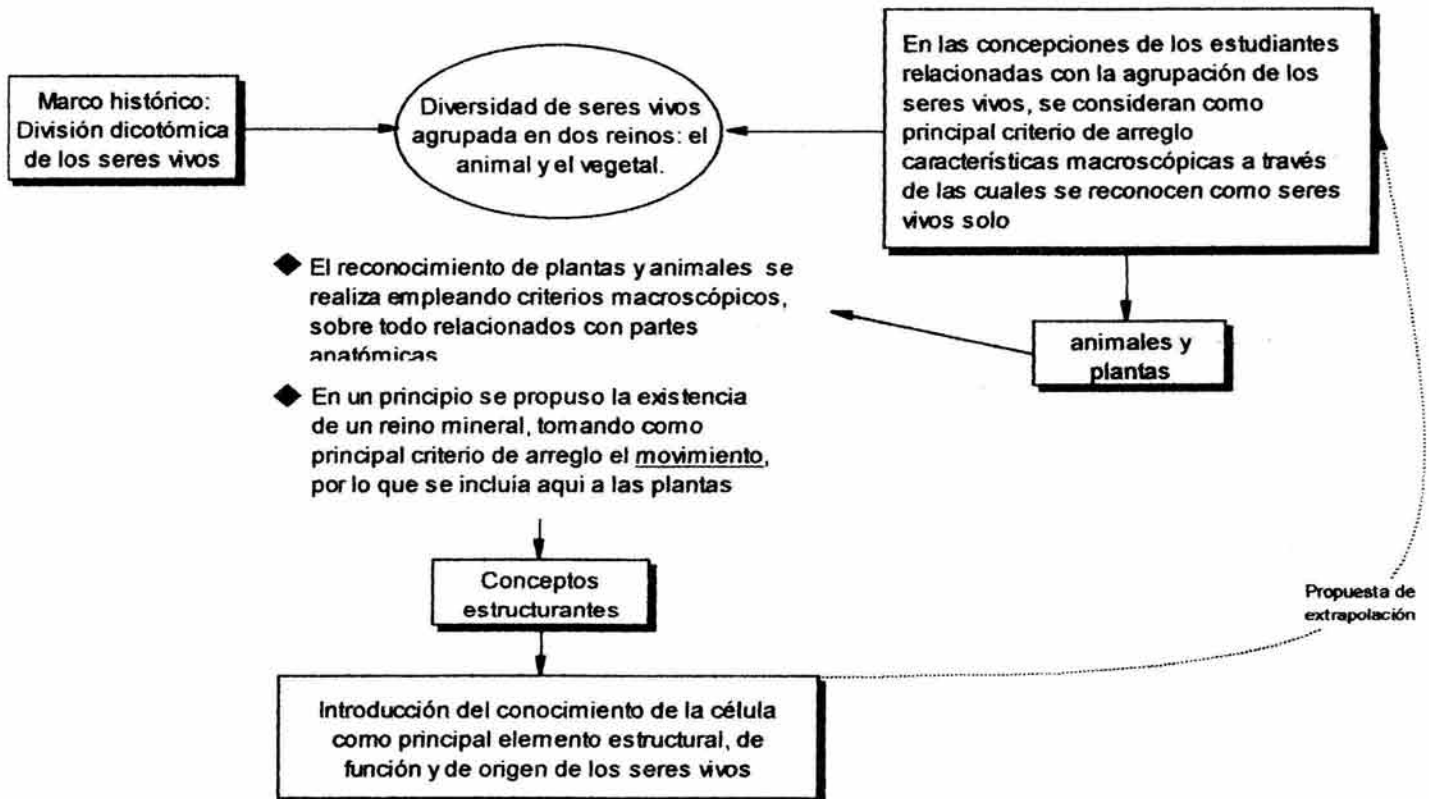 Marco histórico:
División dicotómica
de los seres vivos
Diversidad de seres vivos
agrupada en dos reinos: el
animal y el vegetal.
En las concepciones de los estudiantes
relacionadas con la agrupación de los
seres vivos, se consideran como
principal criterio de arreglo
características macroscópicas a través
de las cuales se reconocen como seres
vivos solo
El reconocimiento de plantas y animales se
realiza empleando criterios macroscópicos,
sobre todo relacionados con partes
anatómicas
animales y
plantas
En un principio se propuso la existencia
de un reino mineral, tomando como
principal criterio de arreglo el movimiento,
por lo que se incluía aqui a las plantas
Conceptos
estructurantes
Propuesta de
extrapolación
Introducción del conocimiento de la célula
como principal elemento estructural, de
función y de origen de los seres vivos